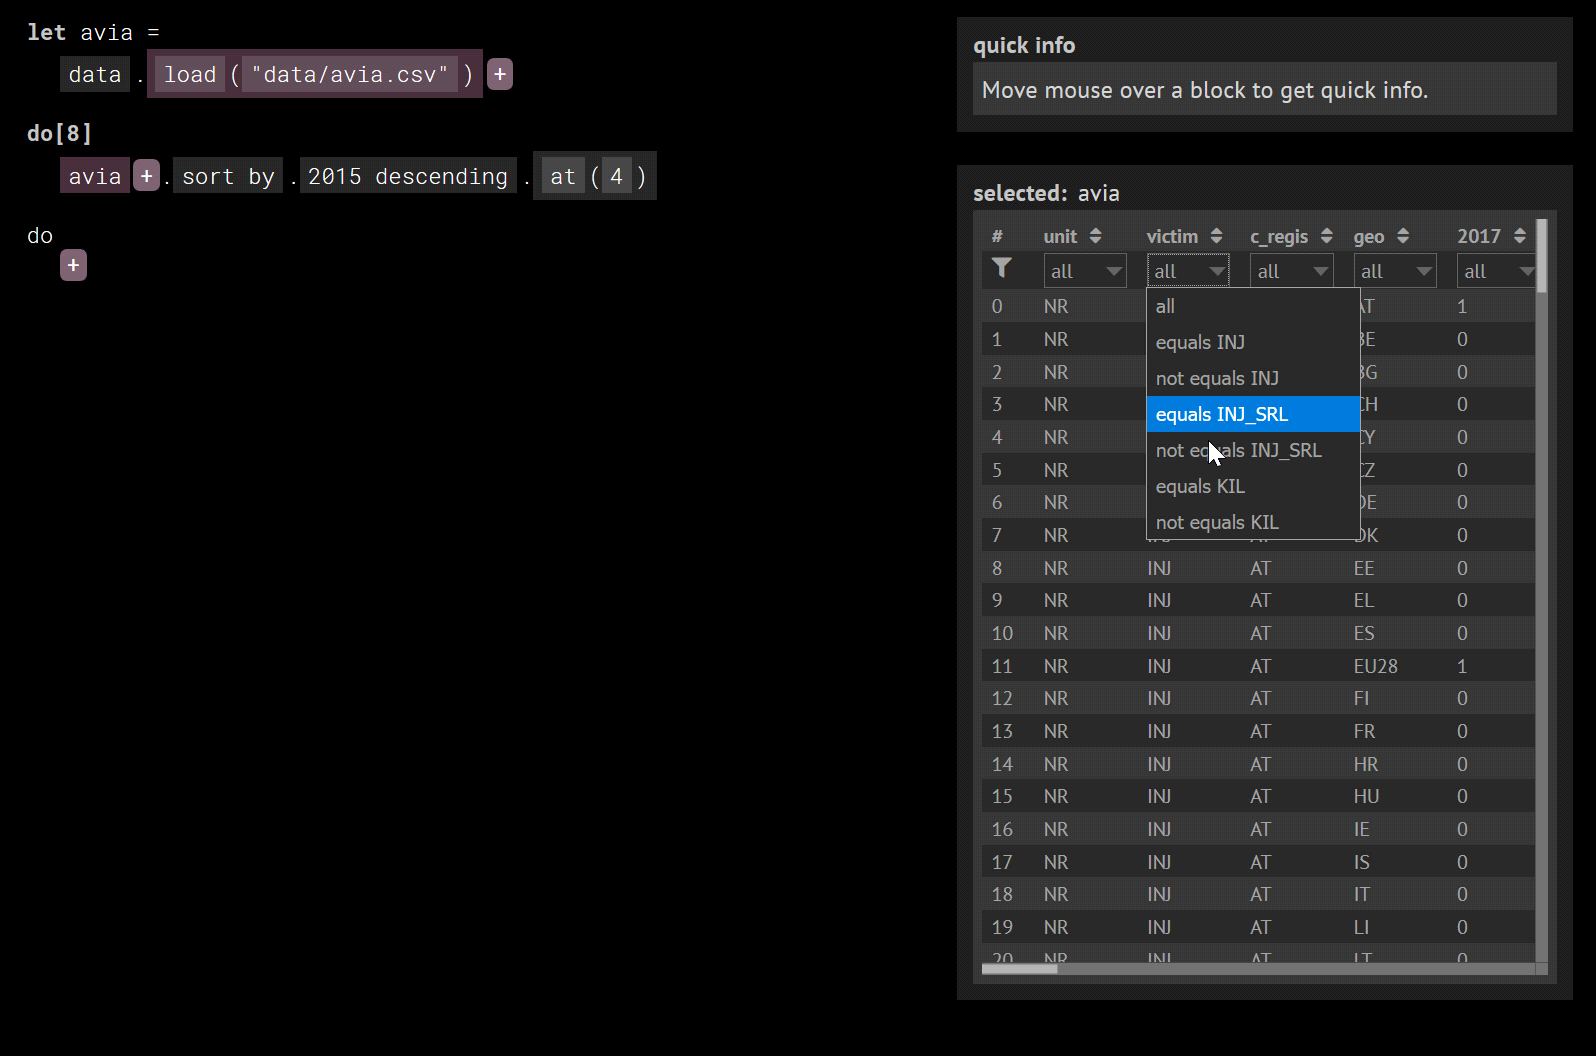 let avia =
data . load ( "data/avia.csv" ) +
do[8]
avia + . sort by . 2015 descending . at ( 4 )
do
+
quick info
Move mouse over a block to get quick info.
selected: avia
# unit victim c_regis geo 2017
all all all all all
all
equals INJ
not equals INJ
equals INJ_SRL
not equals INJ_SRL
equals KIL
not equals KIL
0 NR 1
1 NR 0
2 NR 0
3 NR 0
4 NR 0
5 NR 0
6 NR 0
7 NR DK 0
8 NR INJ AT EE 0
9 NR INJ AT EL 0
10 NR INJ AT ES 0
11 NR INJ AT EU28 1
12 NR INJ AT FI 0
13 NR INJ AT FR 0
14 NR INJ AT HR 0
15 NR INJ AT HU 0
16 NR INJ AT IE 0
17 NR INJ AT IS 0
18 NR INJ AT IT 0
19 NR INJ AT LI 0
20 NR INJ AT LT 0